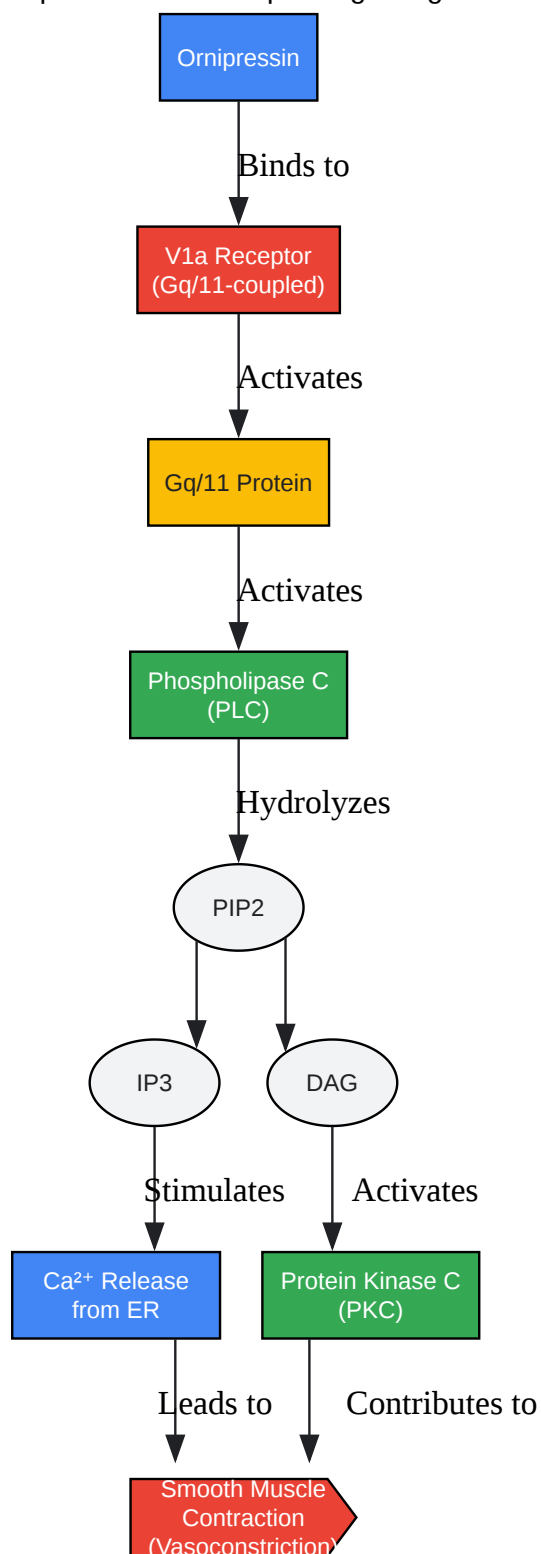 Ornipressin
Binds to
V1a Receptor
(Gq/11-coupled)
Activates
Gq/11 Protein
Activates
Phospholipase C
(PLC)
Hydrolyzes
PIP2
IP3
DAG
Stimulates
Activates
Ca²⁺ Release
from ER
Protein Kinase C
(PKC)
Leads to
Contributes to
Smooth Muscle
Contraction
(Vasoconstriction)